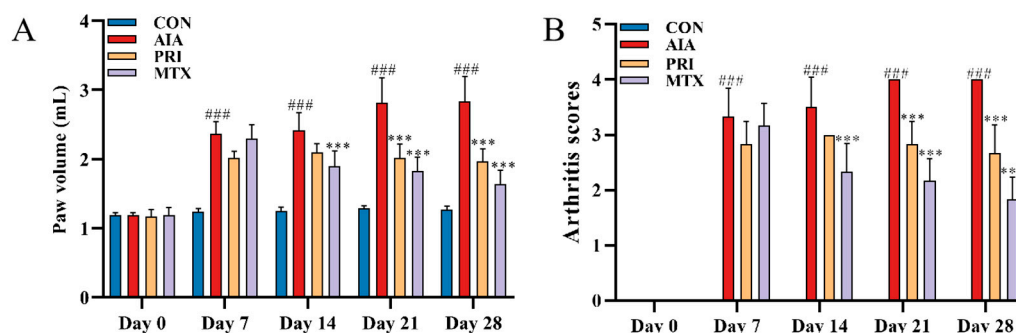 A
Paw volume (mL)
4
3
2
1
0
CON
AIA
PRI
MTX
###
###
***
###
***
***
###
***
***
Day 0
Day 7
Day 14
Day 21
Day 28
B
Arthritis scores
5
4
3
2
1
0
CON
AIA
PRI
MTX
###
###
***
###
***
***
###
***
**
Day 0
Day 7
Day 14
Day 21
Day 28